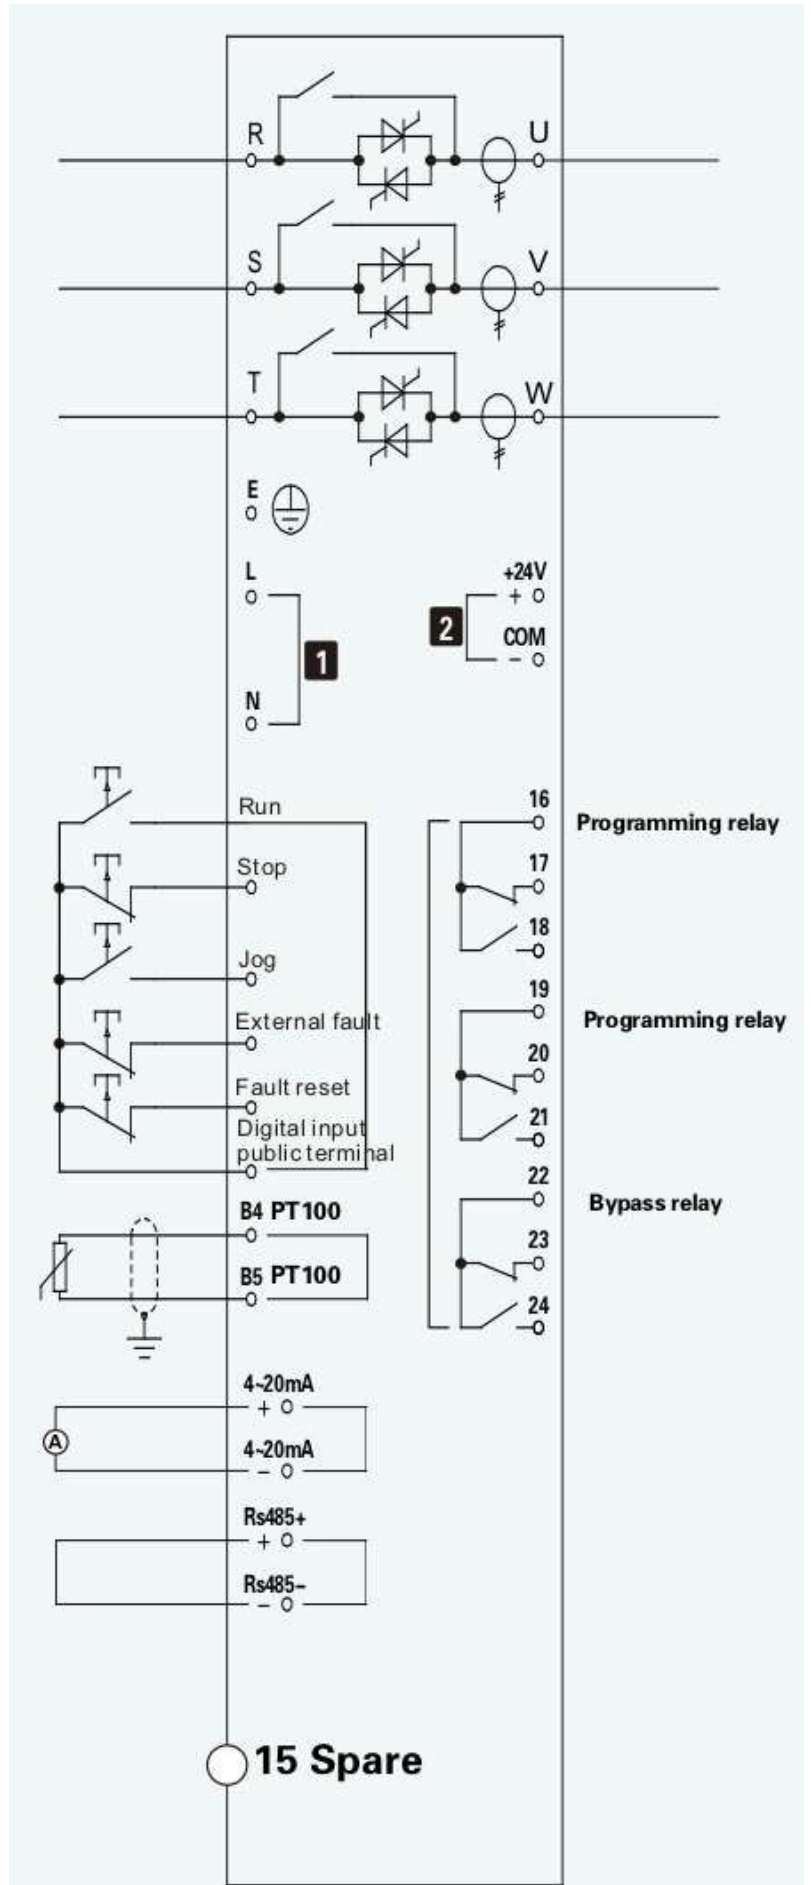 R
U
S
V
T
W
E
L
+24V
+
1
2
COM
-
N
Run
16
Programming relay
Stop
17
18
Jog
19
Programming relay
External fault
20
Fault reset
21
Digital input
public terminal
22
Bypass relay
B4 PT100
23
B5 PT100
24
4~20mA
+
A
4~20mA
-
Rs485+
+
Rs485-
-
15 Spare